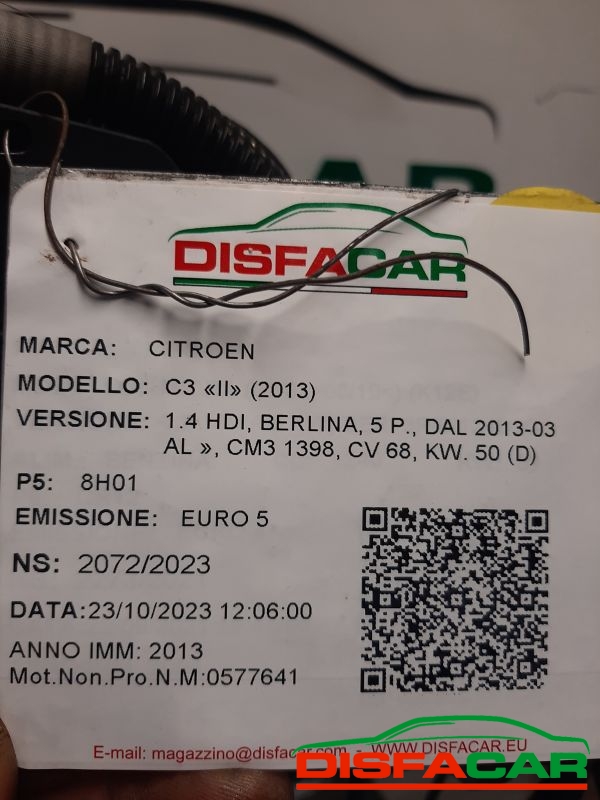 AR
DISFACAR
MARCA: CITROEN
MODELLO: C3 «II» (2013)
VERSIONE: 1.4 HDI, BERLINA, 5 P., DAL 2013-03
AL », CM3 1398, CV 68, KW. 50 (D)
P5: 8H01
EMISSIONE: EURO 5
NS: 2072/2023
DATA:23/10/2023 12:06:00
ANNO IMM: 2013
Mot.Non.Pro.N.M:0577641
E-mail: magazzino@disfacar.com - WWW.DISFACAR.EU
DISFACAR